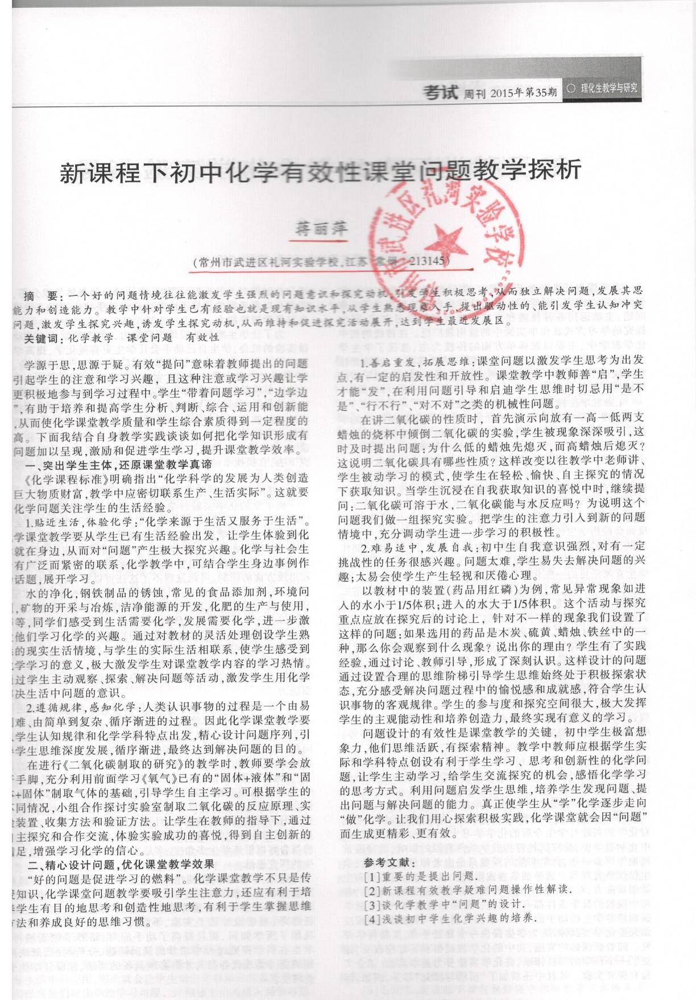 考试 周刊 2015年第35期 ○ 理化生教学与研究
新课程下初中化学有效性课堂问题教学探析
蒋丽萍
(常州市武进区礼河实验学校,江苏 常州 213145)
常州市武进区礼河实验学校
摘 要:一个好的问题情境往往能激发学生强烈的问题意识和探究动机,引发学生积极思考,从而独立解决问题,发展其思
能力和创造能力。教学中针对学生已有经验也就是现有知识水平,从学生熟悉现象入手,提出驱动性的、能引发学生认知冲突
问题,激发学生探究兴趣,诱发学生探究动机,从而维持和促进探究活动展开,达到学生最近发展区。
关键词:化学教学 课堂问题 有效性
学源于思,思源于疑。有效“提问”意味着教师提出的问题
引起学生的注意和学习兴趣,且这种注意或学习兴趣让学
更积极地参与到学习过程中。学生“带着问题学习”,“边学边
”,有助于培养和提高学生分析、判断、综合、运用和创新能
,从而使化学课堂教学质量和学生综合素质得到一定程度的
高。下面我结合自身教学实践谈谈如何把化学知识形成有
问题加以呈现,激励和促进学生学习,提升课堂教学效率。
一、突出学生主体,还原课堂教学真谛
《化学课程标准》明确指出“化学科学的发展为人类创造
巨大物质财富,教学中应密切联系生产、生活实际”。这就要
化学问题关注学生的生活经验。
1.贴近生活,体验化学:“化学来源于生活又服务于生活”。
学课堂教学要从学生已有生活经验出发,让学生体验到化
就在身边,从而对“问题”产生极大探究兴趣。化学与社会生
有广泛而紧密的联系,化学教学中,可结合学生身边事例作
话题,展开学习。
水的净化,钢铁制品的锈蚀,常见的食品添加剂,环境问
,矿物的开采与冶炼,洁净能源的开发,化肥的生产与使用,
等,同学们感受到生活需要化学,发展需要化学,进一步激
他们学习化学的兴趣。通过对教材的灵活处理创设学生熟
的现实生活情境,与学生的实际生活相联系,使学生感受到
学学习的意义,极大激发学生对课堂教学内容的学习热情。
过学生主动观察、探索、解决问题等活动,激发学生用化学
决生活中问题的意识。
2.遵循规律,感知化学:人类认识事物的过程是一个由易
难、由简单到复杂、循序渐进的过程。因此化学课堂教学要
学生认知规律和化学学科特点出发,精心设计问题序列,引
学生思维深度发展,循序渐进,最终达到解决问题的目的。
在进行《二氧化碳制取的研究》的教学时,教师要学会放
手脚,充分利用前面学习《氧气》已有的“固体+液体”和“固
+固体”制取气体的基础,引导学生自主学习。可根据学生的
同情况,小组合作探讨实验室制取二氧化碳的反应原理、实
装置、收集方法和验证方法。让学生在教师的指导下,通过
主探究和合作交流,体验实验成功的喜悦,得到自主创新的
足,增强学习化学的信心。
二、精心设计问题,优化课堂教学效果
“好的问题是促进学习的燃料”。化学课堂教学不只是传
知识,化学课堂问题教学要吸引学生注意力,还应有利于培
学生有目的地思考和创造性地思考,有利于学生掌握思维
方法和养成良好的思维习惯。
1.善启重发,拓展思维:课堂问题以激发学生思考为出发
点,有一定的启发性和开放性。课堂教学中教师善“启”,学生
才能“发”,在利用问题引导和启迪学生思维时切忌用“是不
是”、“行不行”、“对不对”之类的机械性问题。
在讲二氧化碳的性质时,首先演示向放有一高一低两支
蜡烛的烧杯中倾倒二氧化碳的实验,学生被现象深深吸引,这
时及时提出问题:为什么低的蜡烛先熄灭,而高蜡烛后熄灭?
这说明二氧化碳具有哪些性质?这样改变以往教学中老师讲、
学生被动学习的模式,使学生在轻松、愉快、自主探究的情况
下获取知识。当学生沉浸在自我获取知识的喜悦中时,继续提
问:二氧化碳可溶于水,二氧化碳能与水反应吗?为说明这个
问题我们做一组探究实验。把学生的注意力引入到新的问题
情境中,充分调动学生进一步学习的积极性。
2.难易适中,发展自我:初中生自我意识强烈,对有一定
挑战性的任务很感兴趣。问题太难,学生易失去解决问题的兴
趣;太易会使学生产生轻视和厌倦心理。
以教材中的装置(药品用红磷)为例,常见异常现象如进
人的水小于1/5体积;进人的水大于1/5体积。这个活动与探究
重点应放在探究后的讨论上,针对不一样的现象我们设置了
这样的问题:如果选用的药品是木炭、硫黄、蜡烛、铁丝中的一
种,那么你会观察到什么现象?说出你的理由?学生有了实践
经验,通过讨论、教师引导,形成了深刻认识。这样设计的问题
通过设置合理的思维阶梯引导学生思维始终处于积极探索状
态,充分感受解决问题过程中的愉悦感和成就感,符合学生认
识事物的客观规律。学生的参与度和探究空间很大,极大发挥
学生的主观能动性和培养创造力,最终实现有意义的学习。
问题设计的有效性是课堂教学的关键,初中学生极富想
象力,他们思维活跃,有探索精神。教学中教师应根据学生实
际和学科特点创设有利于学生学习、思考和创新性的化学问
题,让学生主动学习,给学生交流探究的机会,感悟化学学习
的思考方式。利用问题启发学生思维,培养学生发现问题、提
出问题与解决问题的能力。真正使学生从“学”化学逐步走向
“做”化学。让我们用心探索积极实践,化学课堂就会因“问题”
而生成更精彩、更有效。
参考文献:
[1]重要的是提出问题.
[2]新课程有效教学疑难问题操作性解读.
[3]谈化学教学中“问题”的设计.
[4]浅谈初中学生化学兴趣的培养.